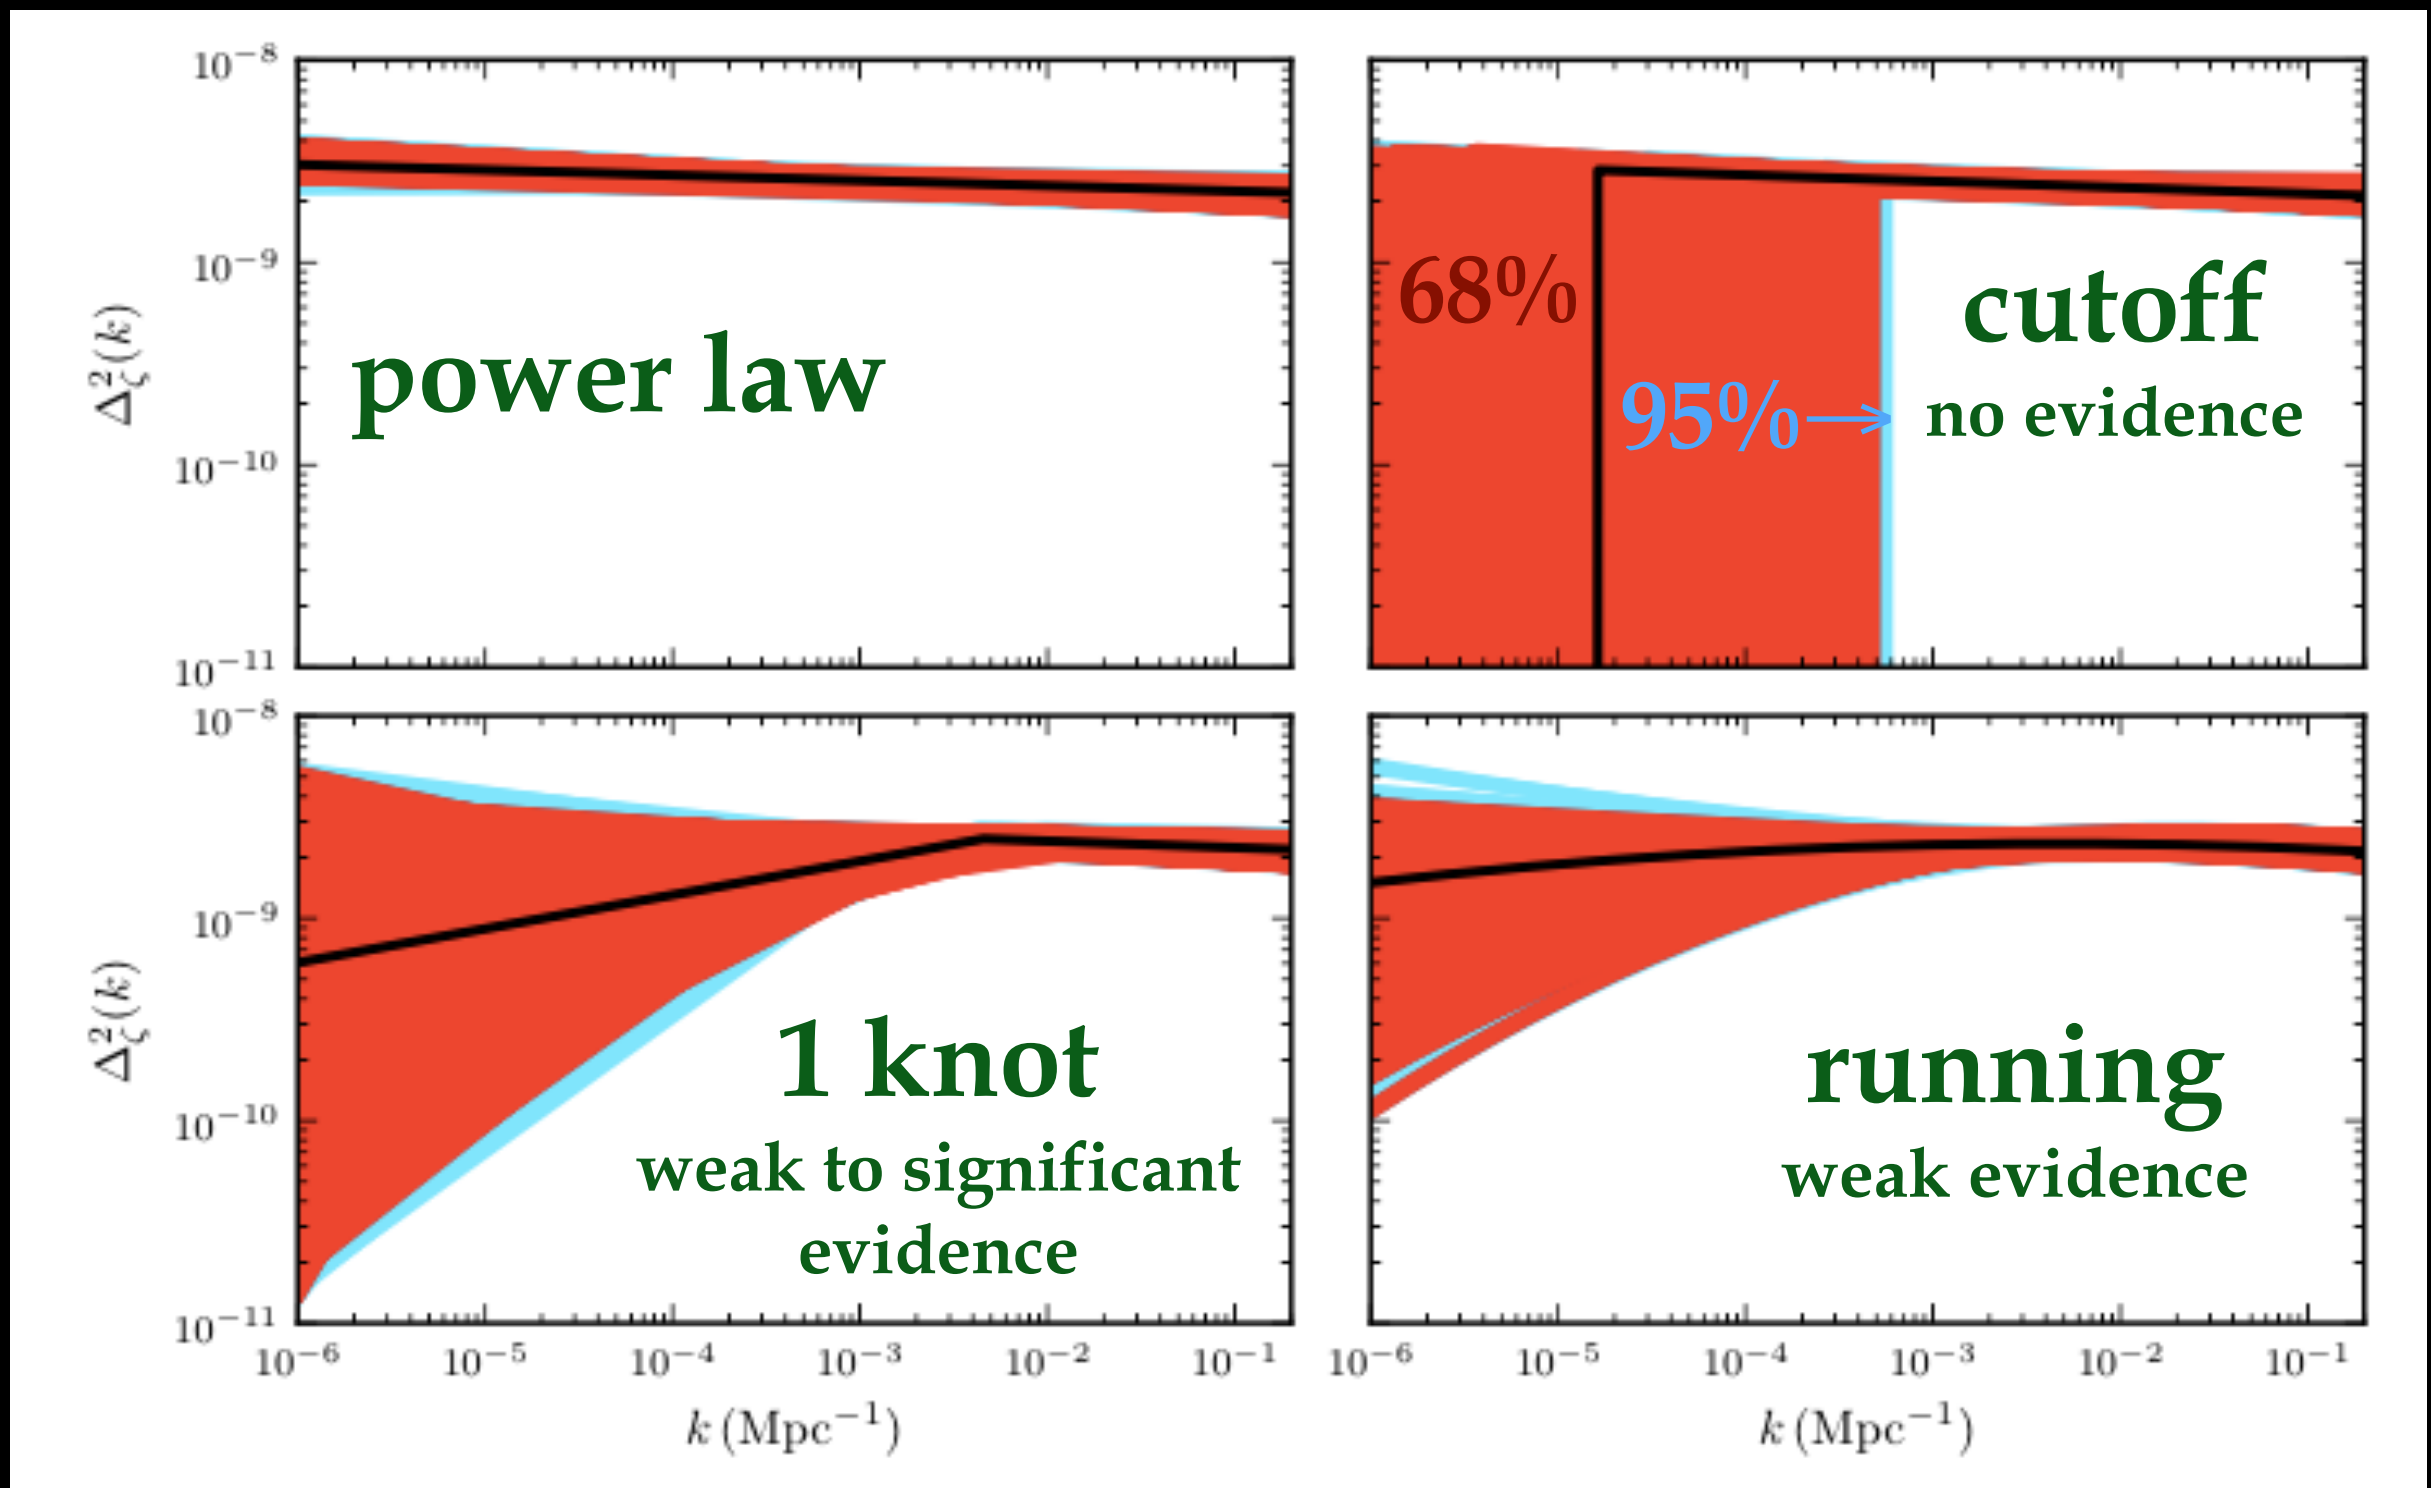 10⁻⁸
10⁻⁹
10⁻¹⁰
10⁻¹¹
Δ²ζ(k)
power law
68%
95%
cutoff
no evidence
10⁻⁸
10⁻⁹
10⁻¹⁰
10⁻¹¹
Δ²ζ(k)
1 knot
weak to significant
evidence
running
weak evidence
10⁻⁶ 10⁻⁵ 10⁻⁴ 10⁻³ 10⁻² 10⁻¹ 10⁻⁶ 10⁻⁵ 10⁻⁴ 10⁻³ 10⁻² 10⁻¹
k (Mpc⁻¹) k (Mpc⁻¹)